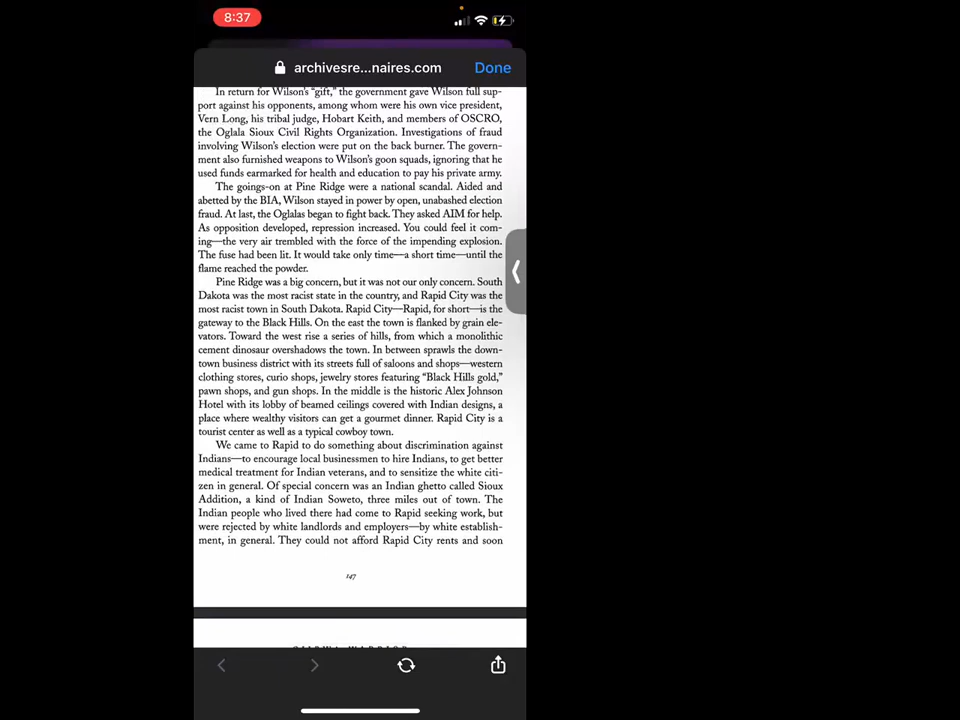 8:37
archivesre...naires.com
Done
In return for Wilson's "gift," the government gave Wilson full sup-
port against his opponents, among whom were his own vice president,
Vern Long, his tribal judge, Hobart Keith, and members of OSCRO,
the Oglala Sioux Civil Rights Organization. Investigations of fraud
involving Wilson's election were put on the back burner. The govern-
ment also furnished weapons to Wilson's goon squads, ignoring that he
used funds earmarked for health and education to pay his private army.
The goings-on at Pine Ridge were a national scandal. Aided and
abetted by the BIA, Wilson stayed in power by open, unabashed election
fraud. At last, the Oglalas began to fight back. They asked AIM for help.
As opposition developed, repression increased. You could feel it com-
ing—the very air trembled with the force of the impending explosion.
The fuse had been lit. It would take only time—a short time—until the
flame reached the powder.
Pine Ridge was a big concern, but it was not our only concern. South
Dakota was the most racist state in the country, and Rapid City was the
most racist town in South Dakota. Rapid City—Rapid, for short—is the
gateway to the Black Hills. On the east the town is flanked by grain ele-
vators. Toward the west rise a series of hills, from which a monolithic
cement dinosaur overshadows the town. In between sprawls the down-
town business district with its streets full of saloons and shops—western
clothing stores, curio shops, jewelry stores featuring "Black Hills gold,"
pawn shops, and gun shops. In the middle is the historic Alex Johnson
Hotel with its lobby of beamed ceilings covered with Indian designs, a
place where wealthy visitors can get a gourmet dinner. Rapid City is a
tourist center as well as a typical cowboy town.
We came to Rapid to do something about discrimination against
Indians—to encourage local businessmen to hire Indians, to get better
medical treatment for Indian veterans, and to sensitize the white citi-
zen in general. Of special concern was an Indian ghetto called Sioux
Addition, a kind of Indian Soweto, three miles out of town. The
Indian people who lived there had come to Rapid seeking work, but
were rejected by white landlords and employers—by white establish-
ment, in general. They could not afford Rapid City rents and soon
147